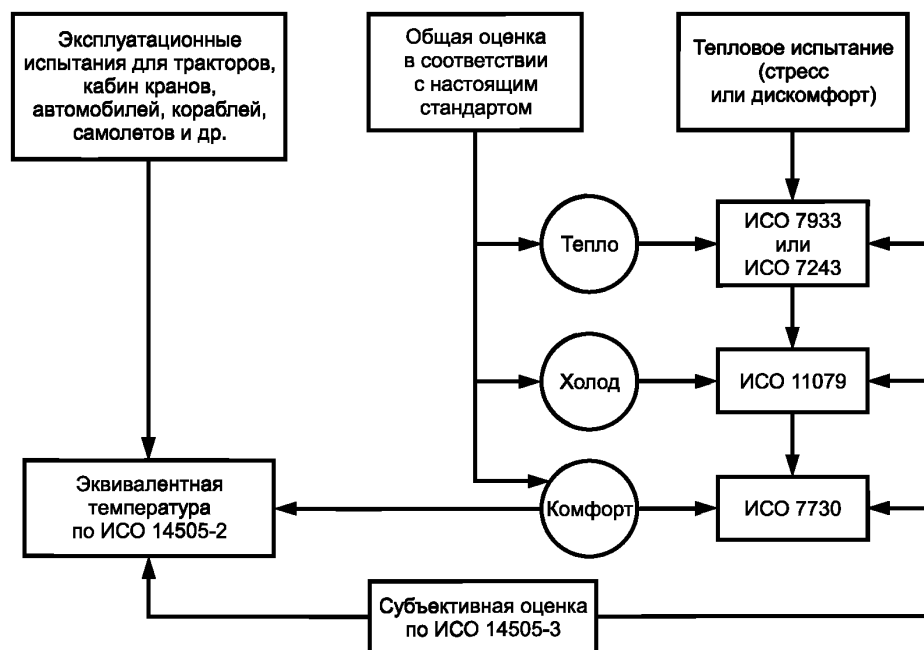 Эксплуатационные
испытания для тракторов,
кабин кранов,
автомобилей, кораблей,
самолетов и др.
Общая оценка
в соответствии
с настоящим
стандартом
Тепловое испытание
(стресс
или дискомфорт)
Тепло
ИСО 7933
или
ИСО 7243
Холод
ИСО 11079
Эквивалентная
температура
по ИСО 14505-2
Комфорт
ИСО 7730
Субъективная оценка
по ИСО 14505-3